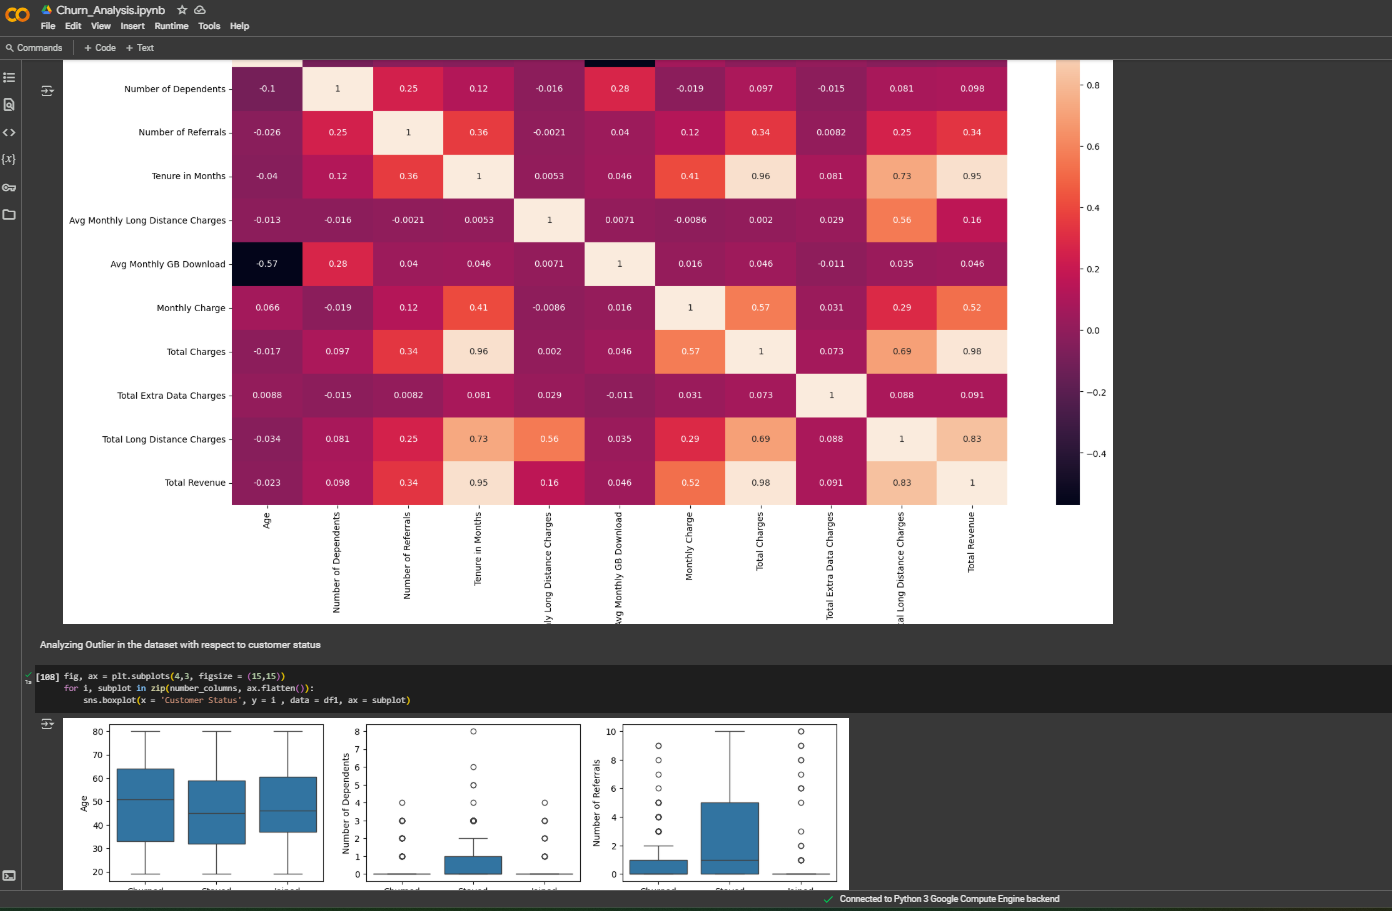 Churn_Analysis.ipynb
File Edit View Insert Runtime Tools Help
Commands + Code + Text
Number of Dependents -0.1 1 0.25 0.12 -0.016 0.28 -0.019 0.097 -0.015 0.081 0.098
Number of Referrals -0.026 0.25 1 0.36 -0.0021 0.04 0.12 0.34 0.0082 0.25 0.34
Tenure in Months -0.04 0.12 0.36 1 0.0053 0.046 0.41 0.96 0.081 0.73 0.95
Avg Monthly Long Distance Charges -0.013 -0.016 -0.0021 0.0053 1 0.0071 -0.0086 0.002 0.029 0.56 0.16
Avg Monthly GB Download -0.57 0.28 0.04 0.046 0.0071 1 0.016 0.046 -0.011 0.035 0.046
Monthly Charge 0.066 -0.019 0.12 0.41 -0.0086 0.016 1 0.57 0.031 0.29 0.52
Total Charges -0.017 0.097 0.34 0.96 0.002 0.046 0.57 1 0.073 0.69 0.98
Total Extra Data Charges 0.0088 -0.015 0.0082 0.081 0.029 -0.011 0.031 0.073 1 0.088 0.091
Total Long Distance Charges -0.034 0.081 0.25 0.73 0.56 0.035 0.29 0.69 0.088 1 0.83
Total Revenue -0.023 0.098 0.34 0.95 0.16 0.046 0.52 0.98 0.091 0.83 1
0.8
0.6
0.4
0.2
0.0
−0.2
−0.4
Age
Number of Dependents
Number of Referrals
Tenure in Months
ly Long Distance Charges
Avg Monthly GB Download
Monthly Charge
Total Charges
Total Extra Data Charges
al Long Distance Charges
Total Revenue
Analyzing Outlier in the dataset with respect to customer status
[108] fig, ax = plt.subplots(4,3, figsize = (15,15))
for i, subplot in zip(number_columns, ax.flatten()):
sns.boxplot(x = 'Customer Status', y = i , data = df1, ax = subplot)
Age
80
70
60
50
40
30
20
Churned Stayed Joined
Number of Dependents
8
7
6
5
4
3
2
1
0
Churned Stayed Joined
Number of Referrals
10
8
6
4
2
0
Churned Stayed Joined
Connected to Python 3 Google Compute Engine backend